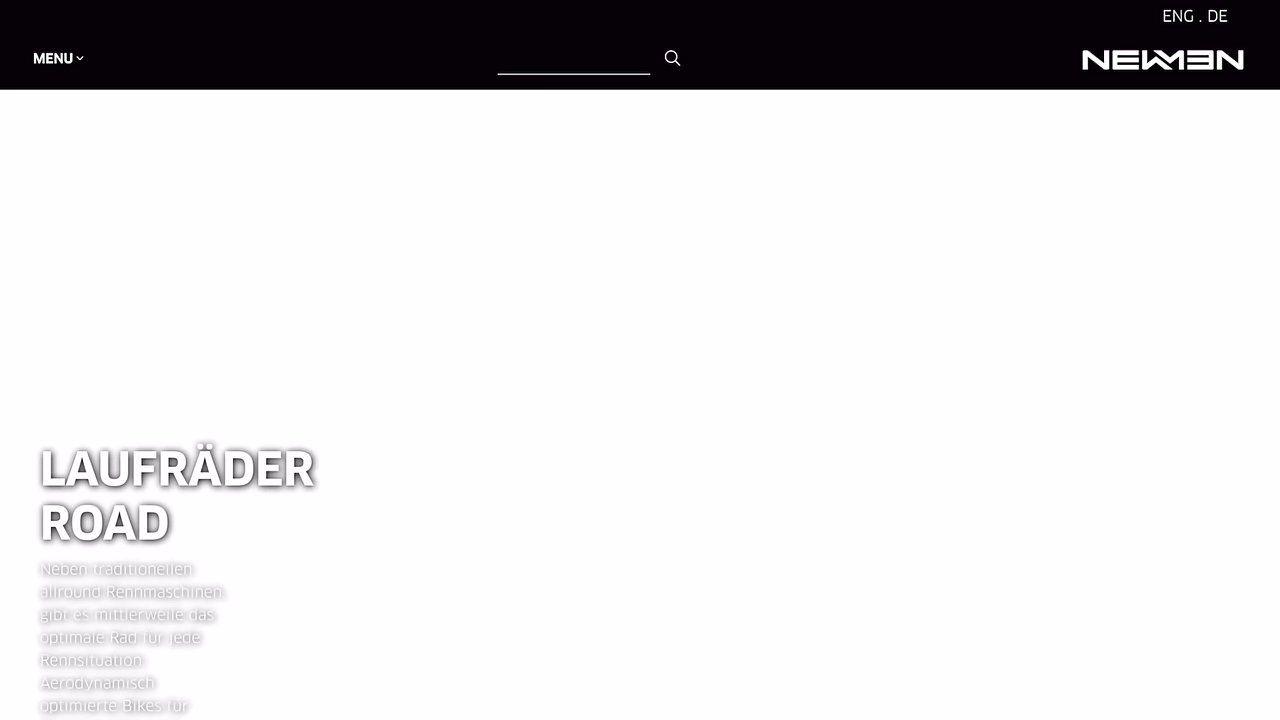 ENG . DE
MENU
NEWMEN
LAUFRÄDER
ROAD
Neben traditionellen
allround Rennmaschinen,
gibt es mittlerweile das
optimale Rad für jede
Rennsituation.
Aerodynamisch
optimierte Bikes für